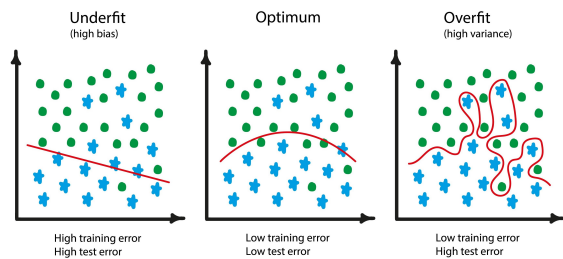 Underfit
(high bias)
Optimum
Overfit
(high variance)
High training error
High test error
Low training error
Low test error
Low training error
High test error